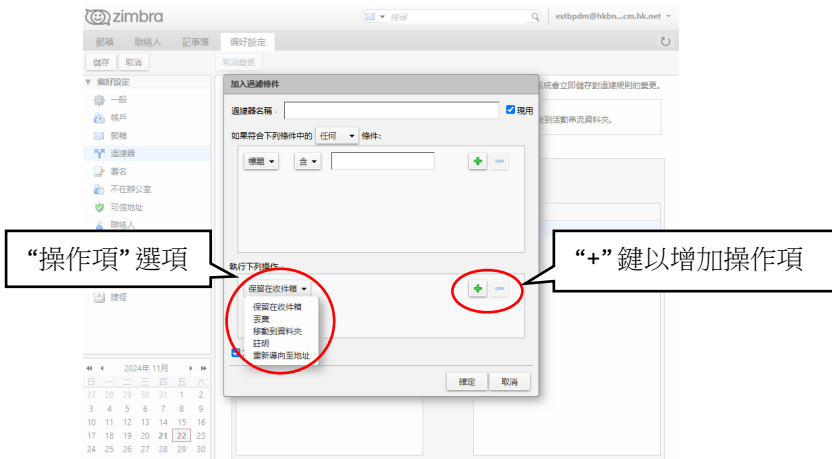 zimbra
搜尋
estbpdm@hkbn...cm.hk.net
郵稿 聯絡人 記事簿 偏好設定
儲存 取消 取消變更
偏好設定
一般
帳戶
郵稿
過濾器
署名
不在辦公室
可信地址
聯絡人
捷徑
系統會立即儲存對過濾規則的變更。
到活動串流資料夾。
加入過濾條件
過濾器名稱：
現用
如果符合下列條件中的 任何 條件:
標題 含
執行下列操作：
保留在收件箱
保留在收件箱
丟棄
移動到資料夾
註明
重新導向至地址
確定 取消
“操作項” 選項
“+” 鍵以增加操作項
2024年 11月
日 一 二 三 四 五 六
27 28 29 30 31 1 2
3 4 5 6 7 8 9
10 11 12 13 14 15 16
17 18 19 20 21 22 23
24 25 26 27 28 29 30